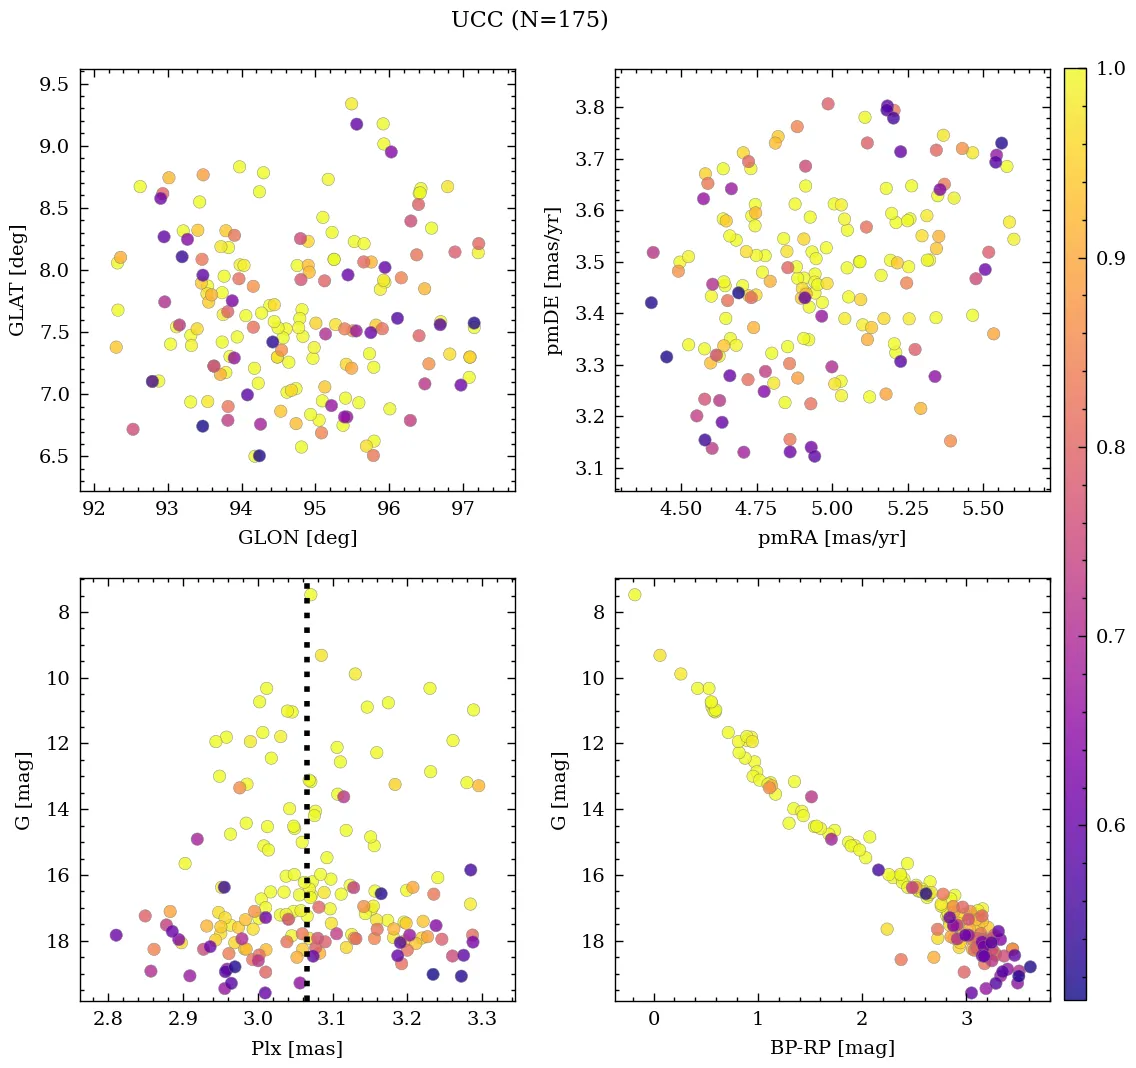 UCC (N=175)
9.5
9.0
8.5
8.0
7.5
7.0
6.5
GLAT [deg]
92 93 94 95 96 97
GLON [deg]
3.8
3.7
3.6
3.5
3.4
3.3
3.2
3.1
pmDE [mas/yr]
4.50 4.75 5.00 5.25 5.50
pmRA [mas/yr]
1.0
0.9
0.8
0.7
0.6
8
10
12
14
16
18
G [mag]
2.8 2.9 3.0 3.1 3.2 3.3
Plx [mas]
8
10
12
14
16
18
G [mag]
0 1 2 3
BP-RP [mag]